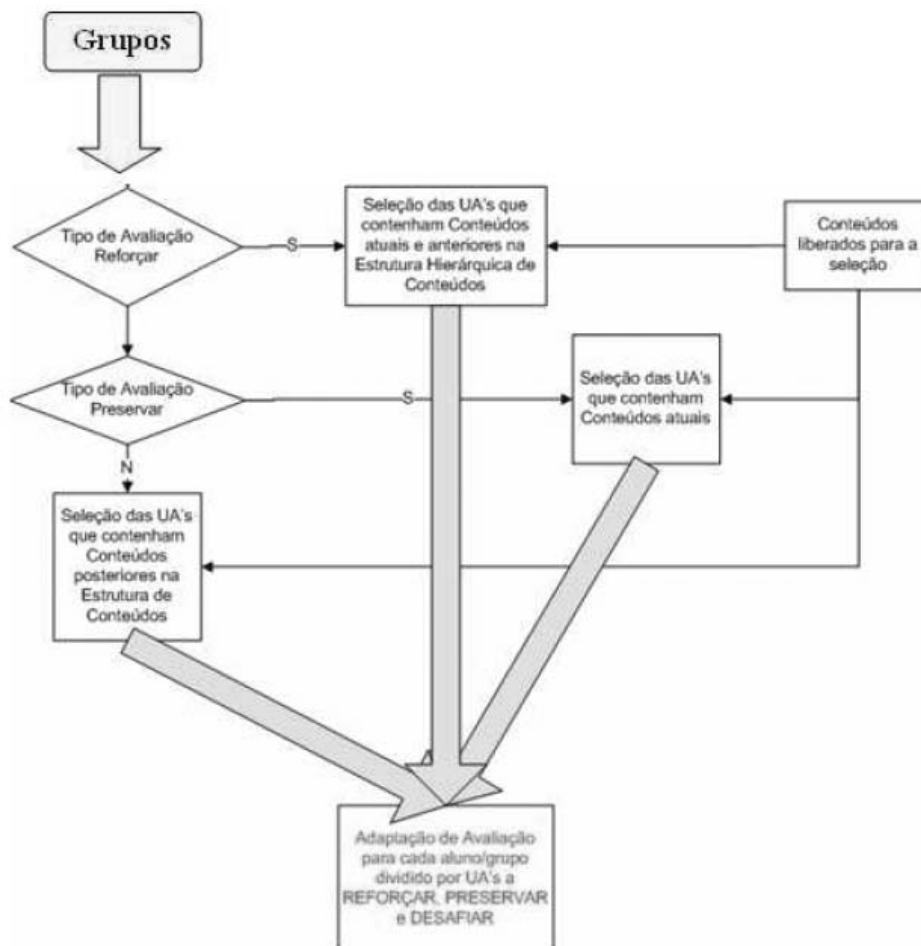 Grupos
Tipo de Avaliação
Reforçar
S
Seleção das UA's que
contenham Conteúdos
atuais e anteriores na
Estrutura Hierárquica de
Conteúdos
Conteúdos
liberados para a
seleção
Tipo de Avaliação
Preservar
S
Seleção das UA's
que contenham
Conteúdos atuais
N
Seleção das UA's
que contenham
Conteúdos
posteriores na
Estrutura de
Conteúdos
Adaptação de Avaliação
para cada aluno/grupo
dividido por UA's a
REFORÇAR, PRESERVAR
e DESAFIAR